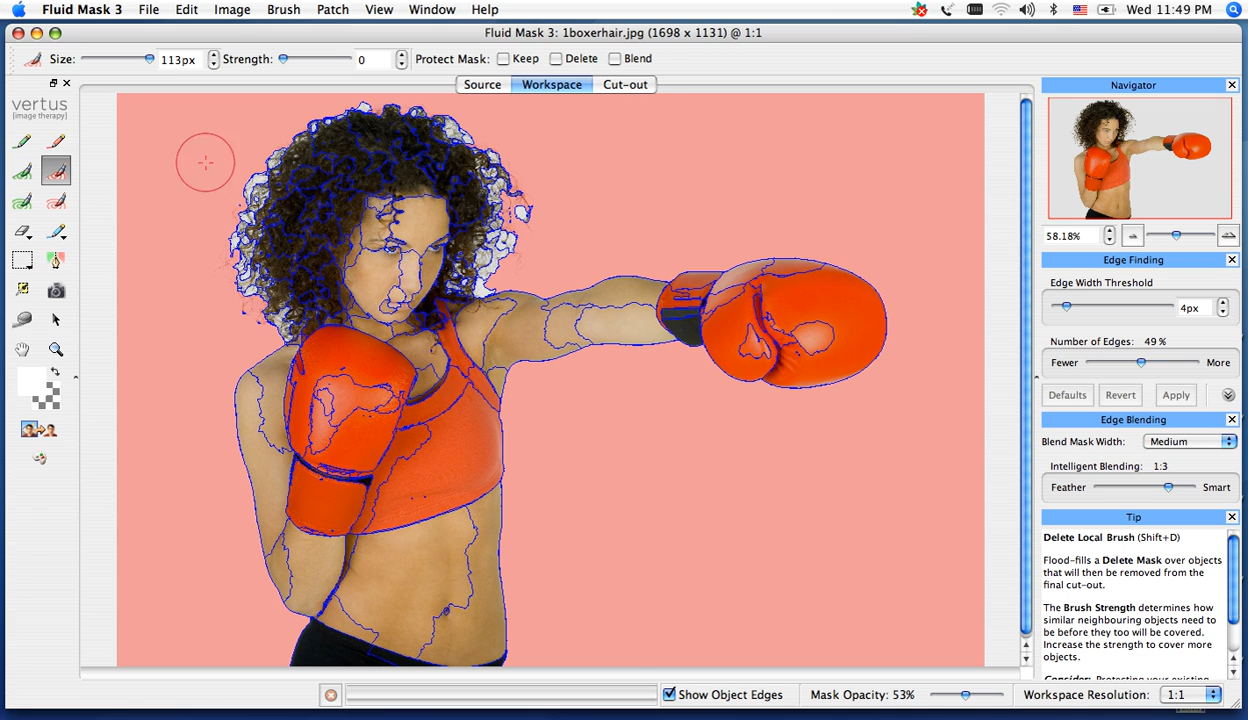 Fluid Mask 3 File Edit Image Brush Patch View Window Help Wed 11:49 PM
Fluid Mask 3: 1boxerhair.jpg (1698 x 1131) @ 1:1
Size: 113px Strength: 0 Protect Mask: Keep Delete Blend
Source Workspace Cut-out
vertus
[image therapy]
Navigator
58.18%
Edge Finding
Edge Width Threshold
4px
Number of Edges: 49 %
Fewer More
Defaults Revert Apply
Edge Blending
Blend Mask Width: Medium
Intelligent Blending: 1:3
Feather Smart
Tip
Delete Local Brush (Shift+D)
Flood-fills a Delete Mask over objects
that will then be removed from the
final cut-out.
The Brush Strength determines how
similar neighbouring objects need to
be before they too will be covered.
Increase the strength to cover more
objects.
Consider: Protecting your existing
Show Object Edges Mask Opacity: 53% Workspace Resolution: 1:1